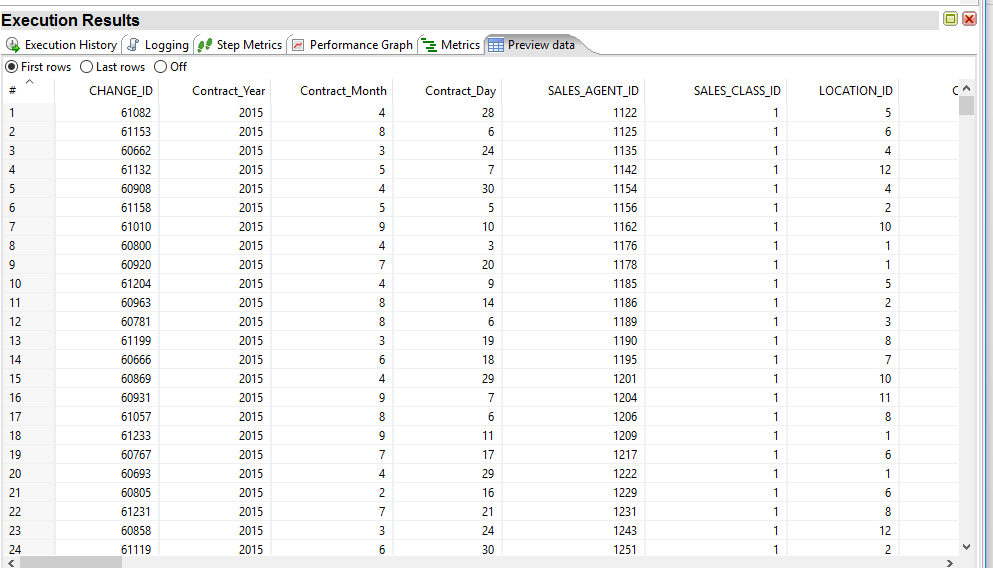 Execution Results
Execution History Logging Step Metrics Performance Graph Metrics Preview data
First rows Last rows Off
# CHANGE_ID Contract_Year Contract_Month Contract_Day SALES_AGENT_ID SALES_CLASS_ID LOCATION_ID
1 61082 2015 4 28 1122 1 5
2 61153 2015 8 6 1125 1 6
3 60662 2015 3 24 1135 1 4
4 61132 2015 5 7 1142 1 12
5 60908 2015 4 30 1154 1 4
6 61158 2015 5 5 1156 1 2
7 61010 2015 9 10 1162 1 10
8 60800 2015 4 3 1176 1 1
9 60920 2015 7 20 1178 1 1
10 61204 2015 4 9 1185 1 5
11 60963 2015 8 14 1186 1 2
12 60781 2015 8 6 1189 1 3
13 61199 2015 3 19 1190 1 8
14 60666 2015 6 18 1195 1 7
15 60869 2015 4 29 1201 1 10
16 60931 2015 9 7 1204 1 11
17 61057 2015 8 6 1206 1 8
18 61233 2015 9 11 1209 1 1
19 60767 2015 7 17 1217 1 6
20 60693 2015 4 29 1222 1 1
21 60805 2015 2 16 1229 1 6
22 61231 2015 7 21 1231 1 8
23 60858 2015 3 24 1243 1 12
24 61119 2015 6 30 1251 1 2